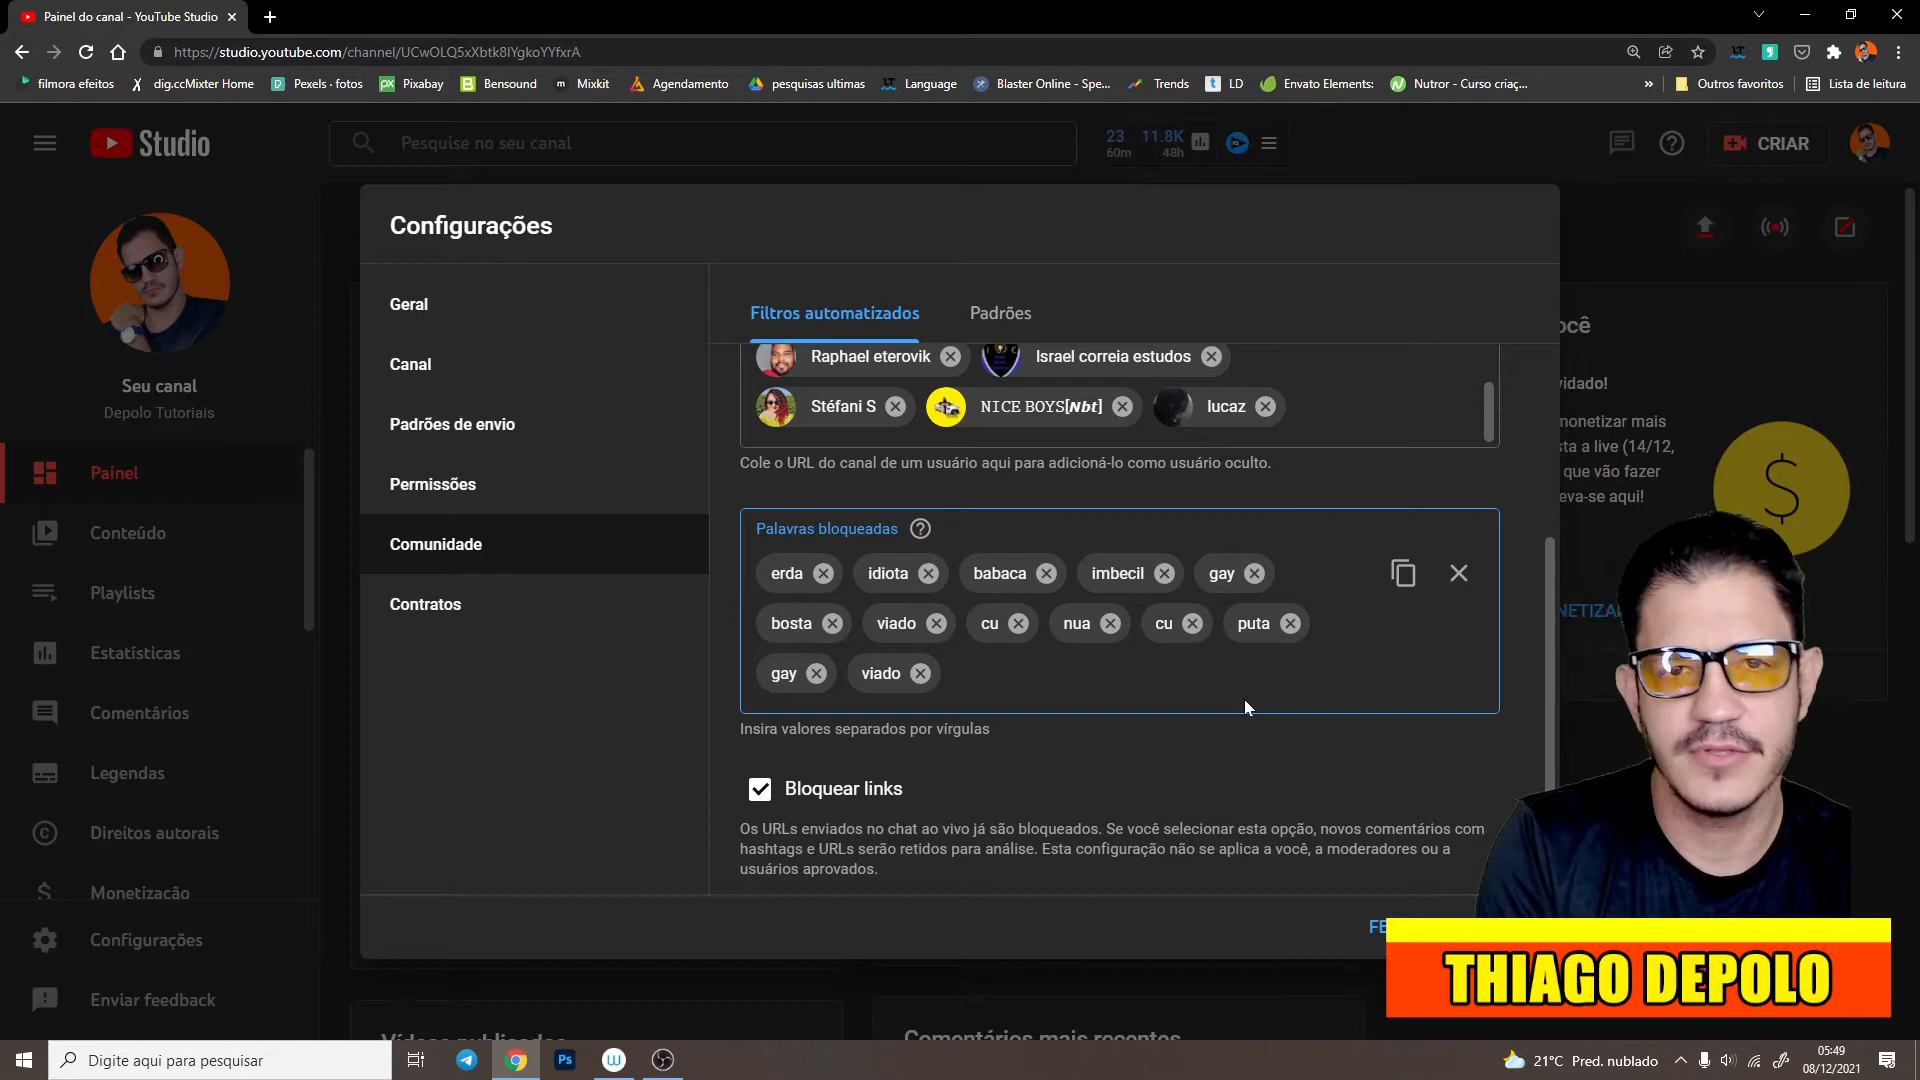 Painel do canal - YouTube Studio
https://studio.youtube.com/channel/UCwOLQ5xXbtk8IYgkoYYfxrA
filmora efeitos
dig.ccMixter Home
Pexels · fotos
Pixabay
Bensound
Mixkit
Agendamento
pesquisas ultimas
Language
Blaster Online - Spe...
Trends
LD
Envato Elements:
Nutror - Curso criaç...
»
Outros favoritos
Lista de leitura
Studio
Pesquise no seu canal
23
60m
11.8K
48h
CRIAR
Configurações
Seu canal
Depolo Tutoriais
Painel
Conteúdo
Playlists
Estatísticas
Comentários
Legendas
Direitos autorais
Monetização
Configurações
Enviar feedback
Geral
Canal
Padrões de envio
Permissões
Comunidade
Contratos
Filtros automatizados
Padrões
Raphael eterovik
Israel correia estudos
Stéfani S
NICE BOYS[Nbt]
lucaz
Cole o URL do canal de um usuário aqui para adicioná-lo como usuário oculto.
Palavras bloqueadas
erda idiota babaca imbecil gay
bosta viado cu nua cu puta
gay viado
Insira valores separados por vírgulas
Bloquear links
Os URLs enviados no chat ao vivo já são bloqueados. Se você selecionar esta opção, novos comentários com
hashtags e URLs serão retidos para análise. Esta configuração não se aplica a você, a moderadores ou a
usuários aprovados.
ocê
vidado!
monetizar mais
sta a live (14/12,
que vão fazer
eva-se aqui!
NETIZA
FE
THIAGO DEPOLO
Vídeos publicados
Comentários mais recentes
Digite aqui para pesquisar
Ps
21°C Pred. nublado
05:49
08/12/2021